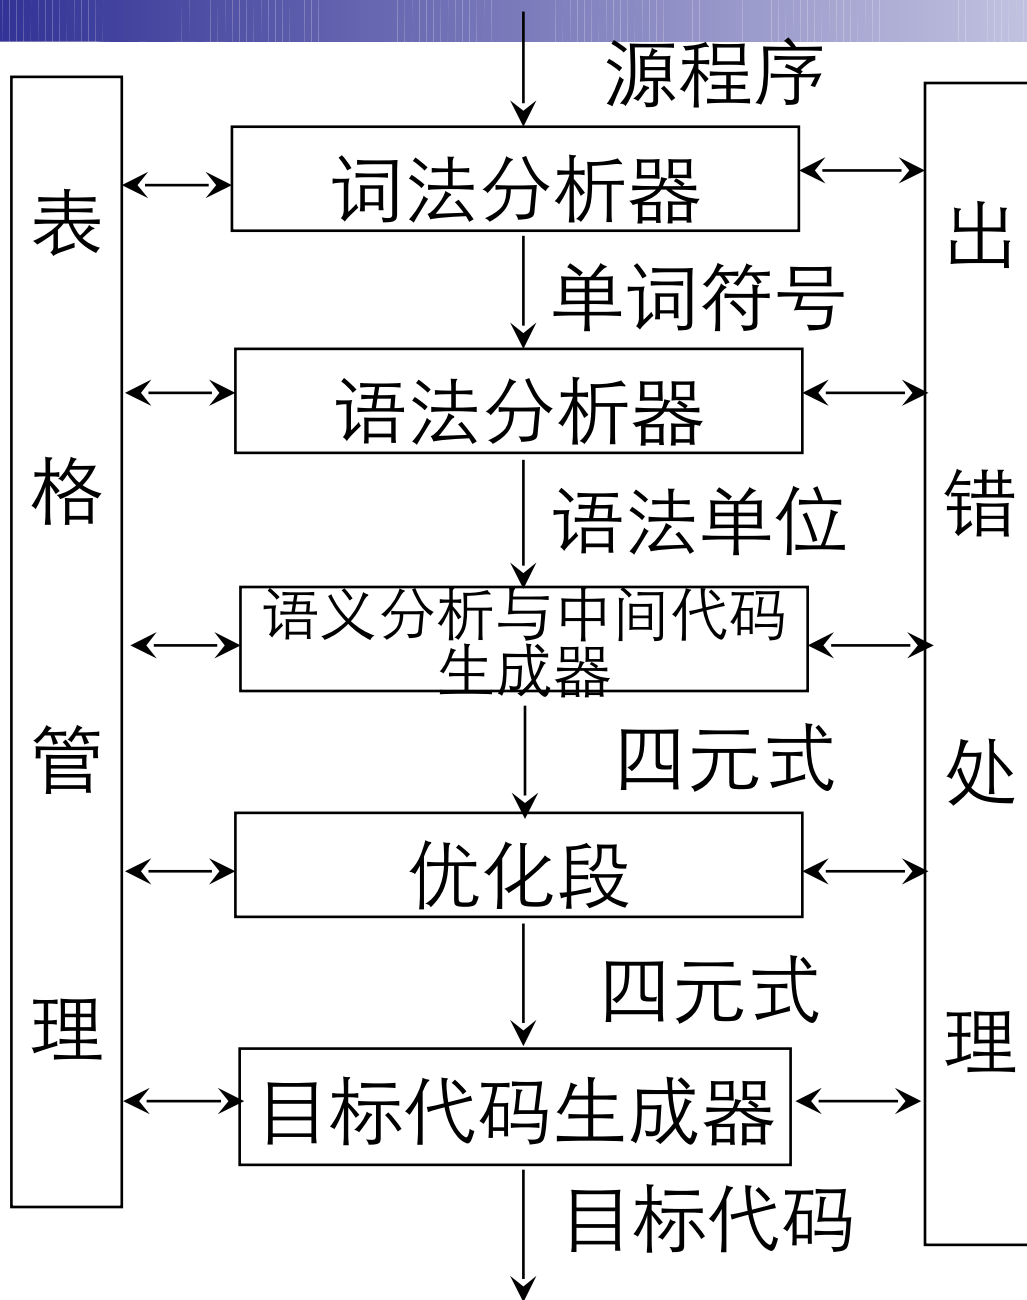 源程序
词法分析器
单词符号
语法分析器
语法单位
语义分析与中间代码
生成器
四元式
优化段
四元式
目标代码生成器
目标代码
表
格
管
理
出
错
处
理